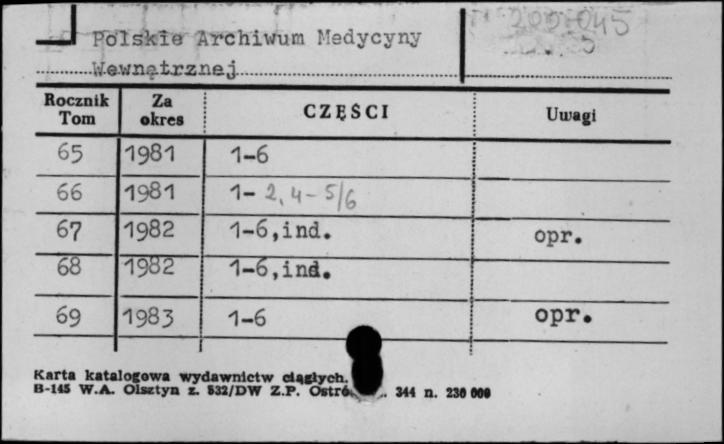 Polskie Archiwum Medycyny
Wewnętrznej
Rocznik Tom Za okres CZĘŚCI Uwagi
65 1981 1-6
66 1981 1- 2, 4 - 5/6
67 1982 1-6,ind. opr.
68 1982 1-6,ind.
69 1983 1-6 opr.
Karta katalogowa wydawnictw ciągłych.
B-145 W.A. Olsztyn z. 532/DW Z.P. 344 n. 230 000